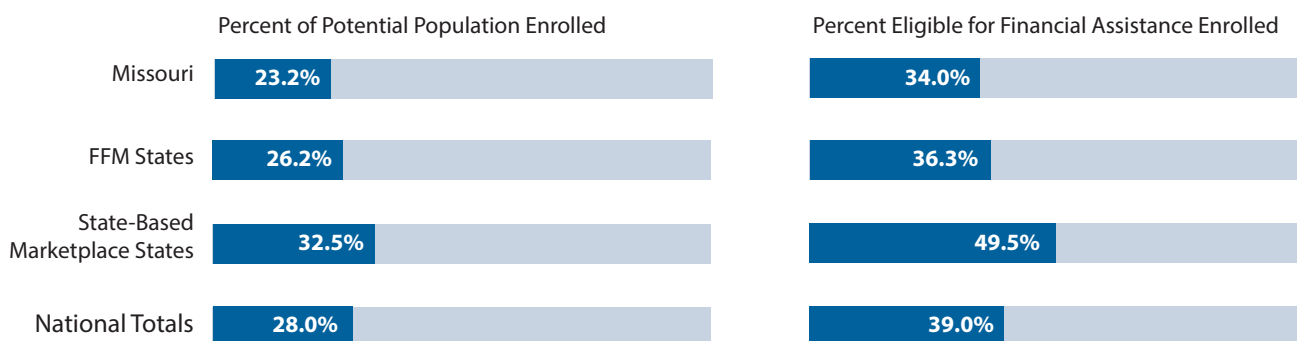 Percent of Potential Population Enrolled
Percent Eligible for Financial Assistance Enrolled
Missouri
23.2%
34.0%
FFM States
26.2%
36.3%
State-Based
Marketplace States
32.5%
49.5%
National Totals
28.0%
39.0%